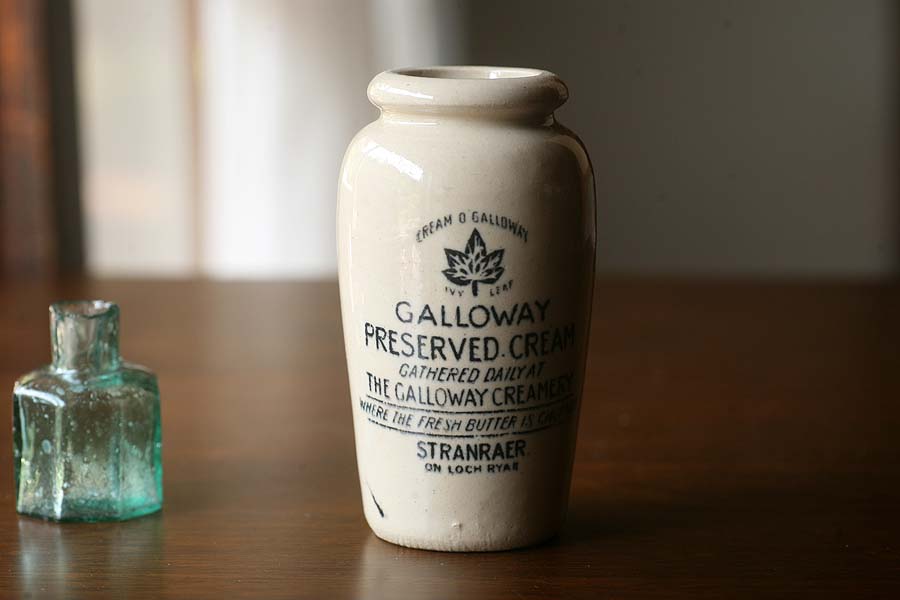 CREAM O GALLOWAY
IVY LEAF
GALLOWAY
PRESERVED. CREAM
GATHERED DAILY AT
THE GALLOWAY CREAMERY
WHERE THE FRESH BUTTER IS
STRANRAER.
ON LOCH RYAN